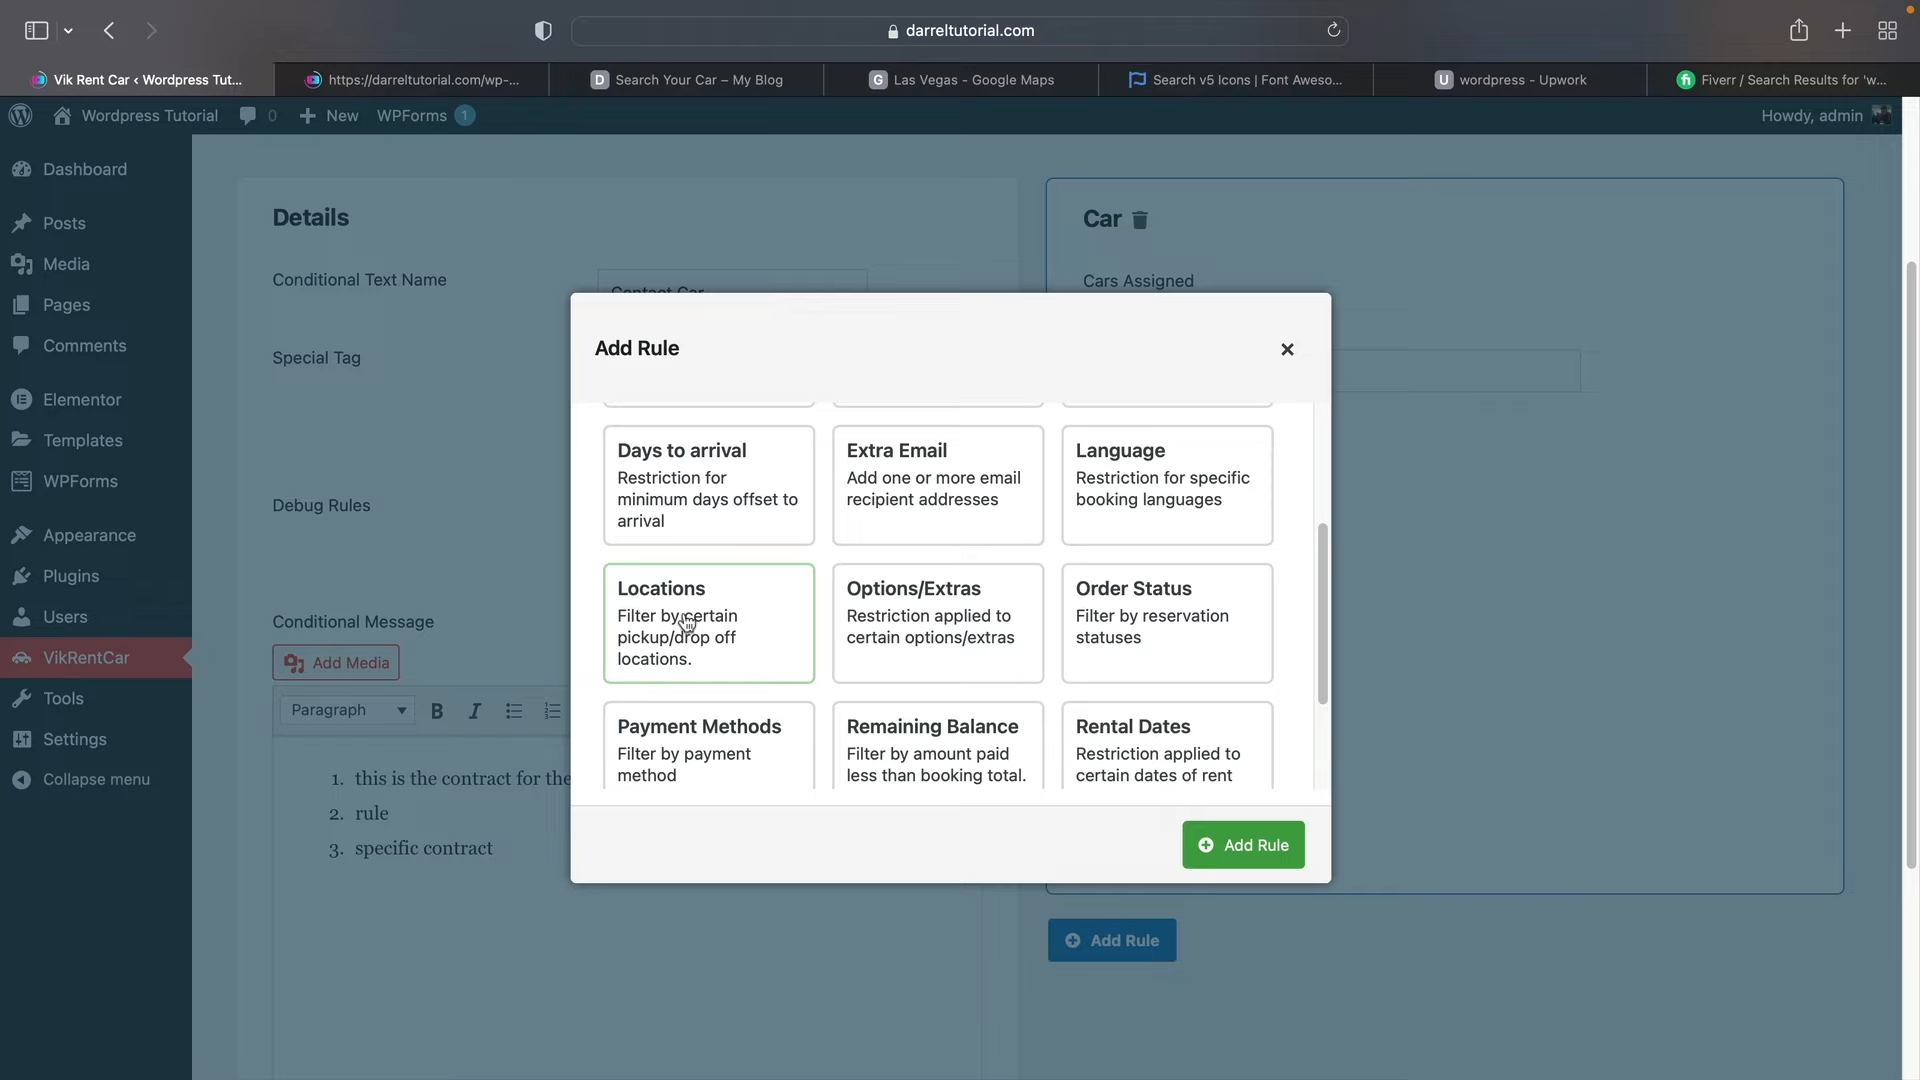 darreltutorial.com
Vik Rent Car ‹ Wordpress Tut...
https://darreltutorial.com/wp-...
D Search Your Car – My Blog
G Las Vegas - Google Maps
Search v5 Icons | Font Aweso...
U wordpress - Upwork
fi Fiverr / Search Results for 'w...
Wordpress Tutorial
0
New
WPForms 1
Howdy, admin
Dashboard
Posts
Media
Pages
Comments
Elementor
Templates
WPForms
Appearance
Plugins
Users
VikRentCar
Tools
Settings
Collapse menu
Details
Conditional Text Name
Contact Car
Special Tag
Debug Rules
Conditional Message
Add Media
Paragraph
B I
1. this is the contract for the
2. rule
3. specific contract
Car
Cars Assigned
Add Rule
Add Rule
×
Days to arrival
Restriction for
minimum days offset to
arrival
Extra Email
Add one or more email
recipient addresses
Language
Restriction for specific
booking languages
Locations
Filter by certain
pickup/drop off
locations.
Options/Extras
Restriction applied to
certain options/extras
Order Status
Filter by reservation
statuses
Payment Methods
Filter by payment
method
Remaining Balance
Filter by amount paid
less than booking total.
Rental Dates
Restriction applied to
certain dates of rent
Add Rule